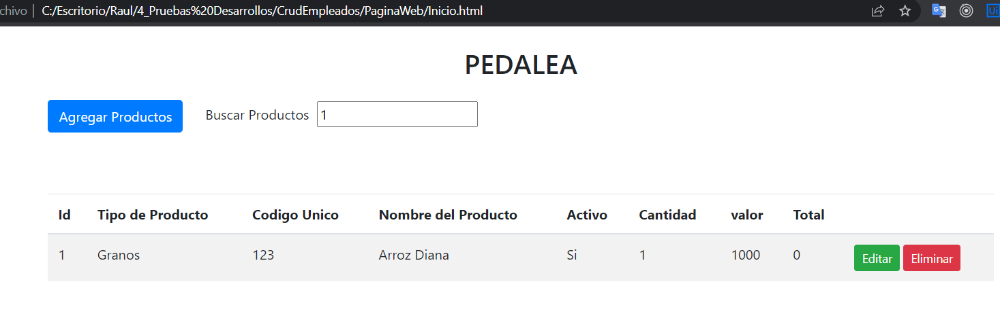 chivo | C:/Escritorio/Raul/4_Pruebas%20Desarrollos/CrudEmpleados/PaginaWeb/Inicio.html
PEDALEA
Agregar Productos Buscar Productos 1
Id Tipo de Producto Codigo Unico Nombre del Producto Activo Cantidad valor Total
1 Granos 123 Arroz Diana Si 1 1000 0 Editar Eliminar